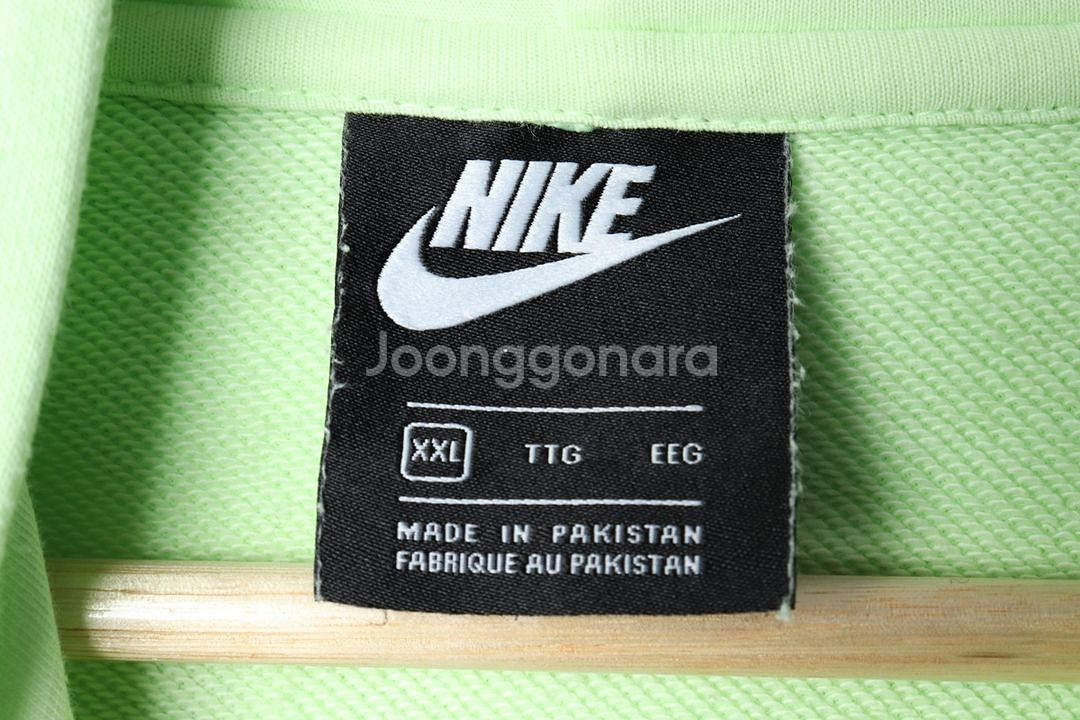 NIKE
Joonggonara
XXL TTG EEG
MADE IN PAKISTAN
FABRIQUE AU PAKISTAN